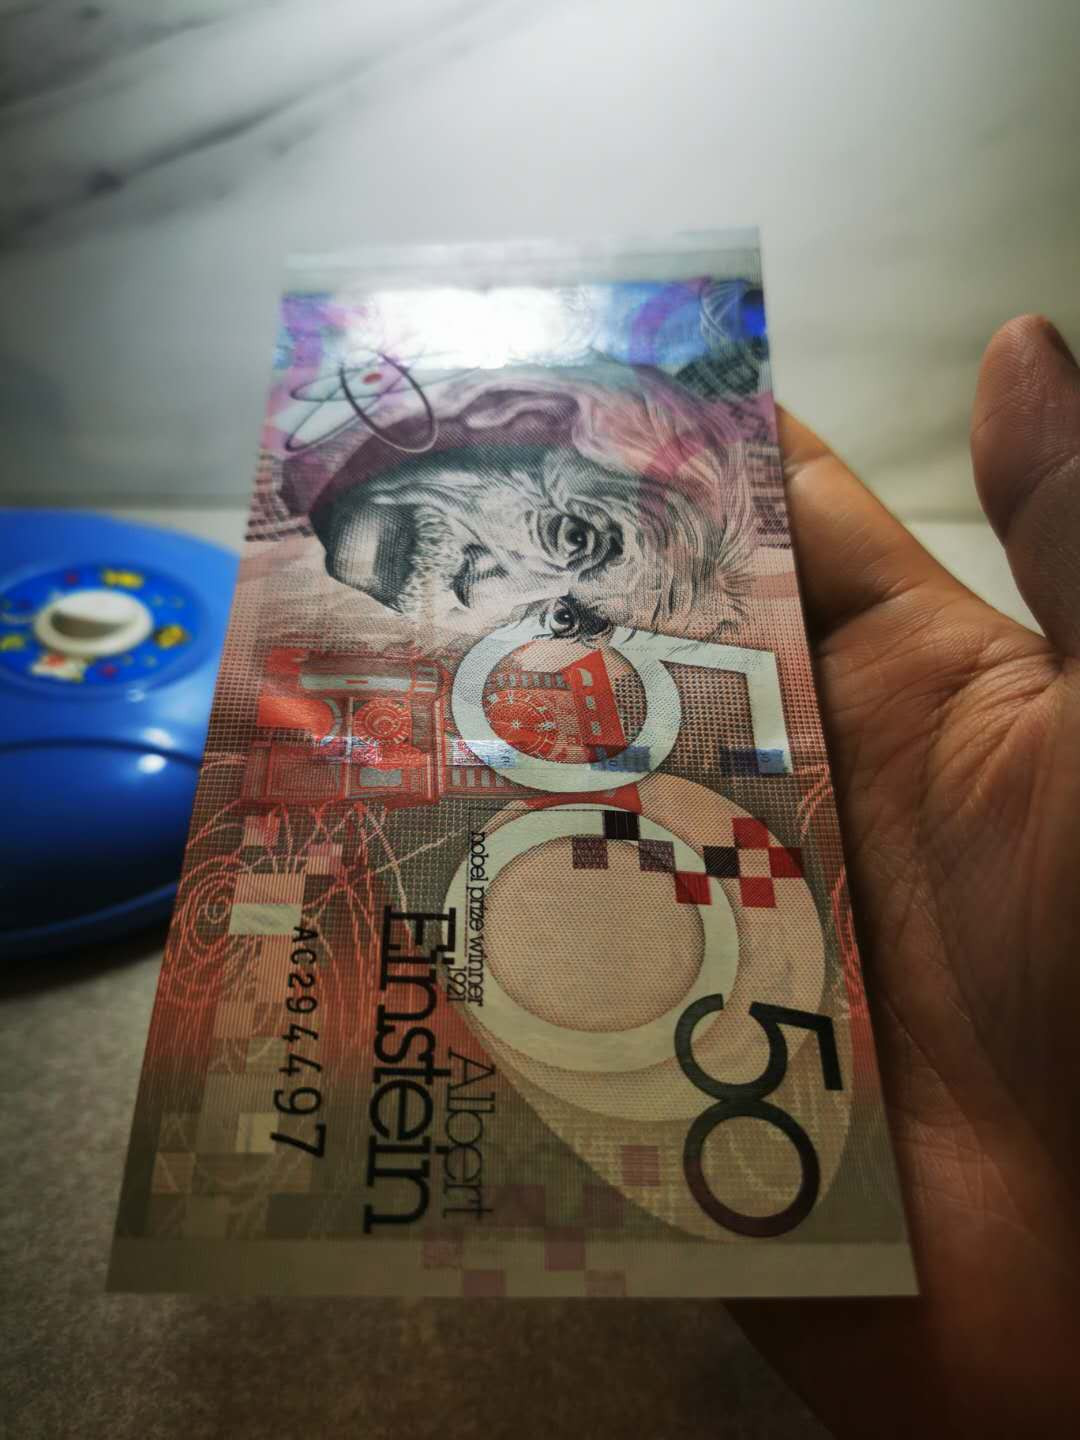 50
50
nobel prize winner
1921
Albert
Einstein
AC294497